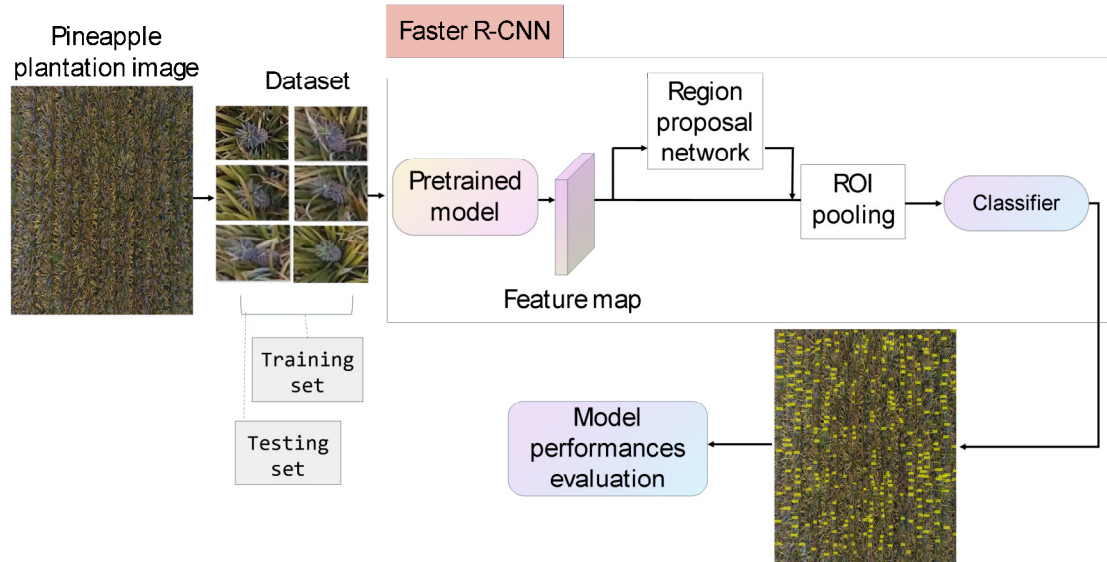 Faster R-CNN
Pineapple
plantation image
Dataset
Region
proposal
network
Pretrained
model
ROI
pooling
Classifier
Feature map
Training
set
Testing
set
Model
performances
evaluation